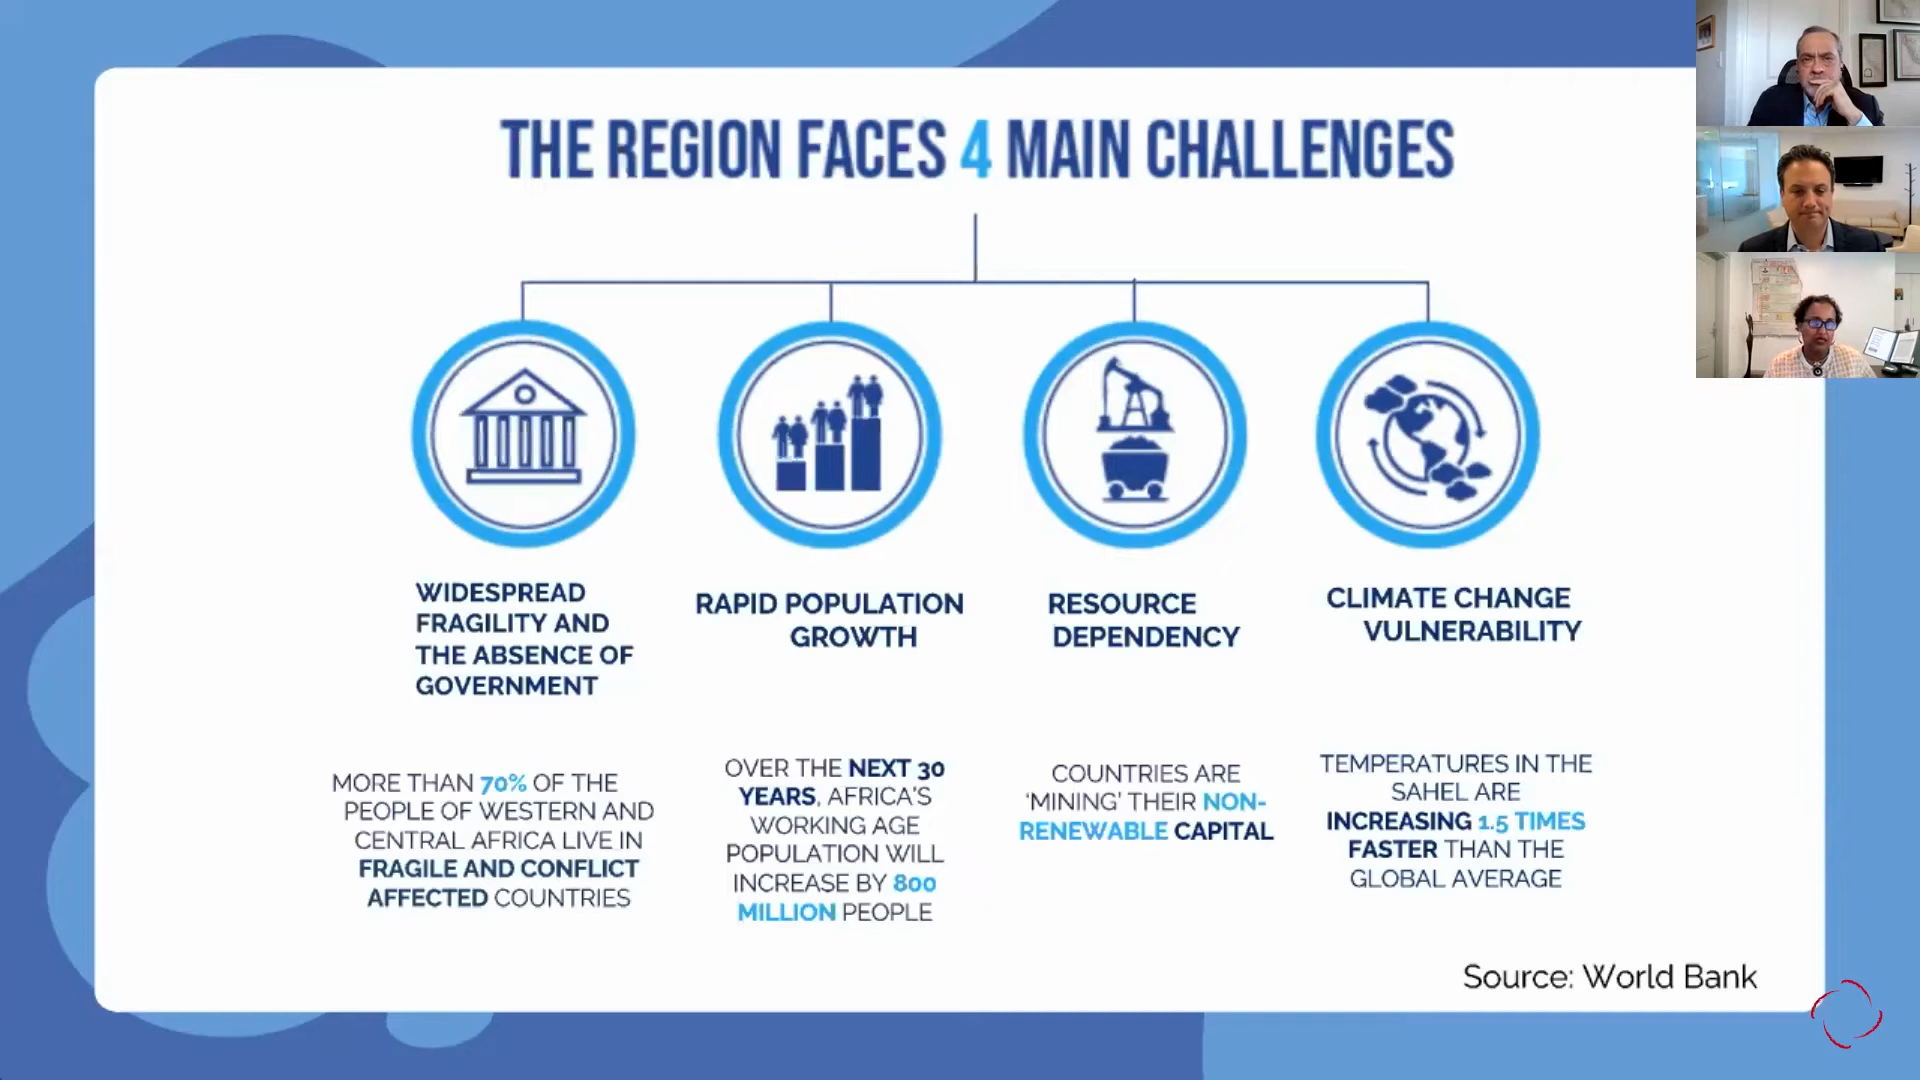 THE REGION FACES 4 MAIN CHALLENGES
WIDESPREAD
FRAGILITY AND
THE ABSENCE OF
GOVERNMENT
MORE THAN 70% OF THE
PEOPLE OF WESTERN AND
CENTRAL AFRICA LIVE IN
FRAGILE AND CONFLICT
AFFECTED COUNTRIES
RAPID POPULATION
GROWTH
OVER THE NEXT 30
YEARS, AFRICA'S
WORKING AGE
POPULATION WILL
INCREASE BY 800
MILLION PEOPLE
RESOURCE
DEPENDENCY
COUNTRIES ARE
'MINING' THEIR NON-
RENEWABLE CAPITAL
CLIMATE CHANGE
VULNERABILITY
TEMPERATURES IN THE
SAHEL ARE
INCREASING 1.5 TIMES
FASTER THAN THE
GLOBAL AVERAGE
Source: World Bank